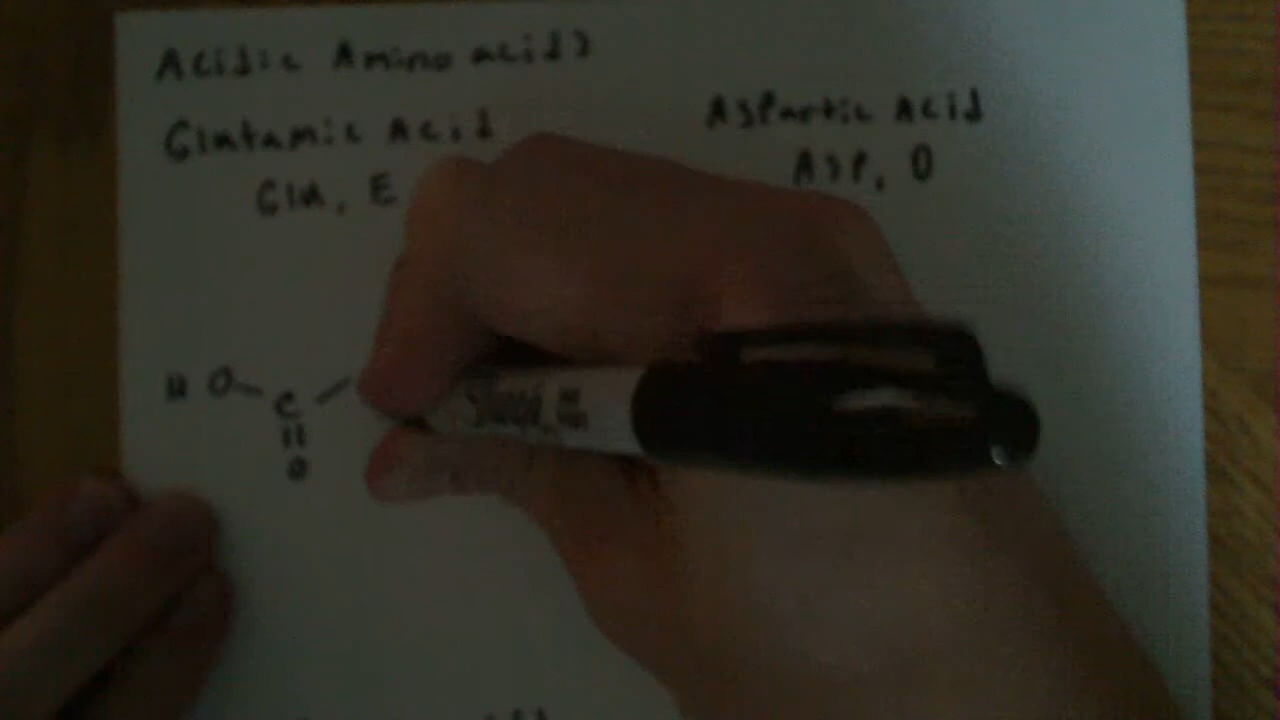 Acidic Amino acids
Glutamic Acid
Glu, E
Aspartic Acid
Asp, D
H O C
O